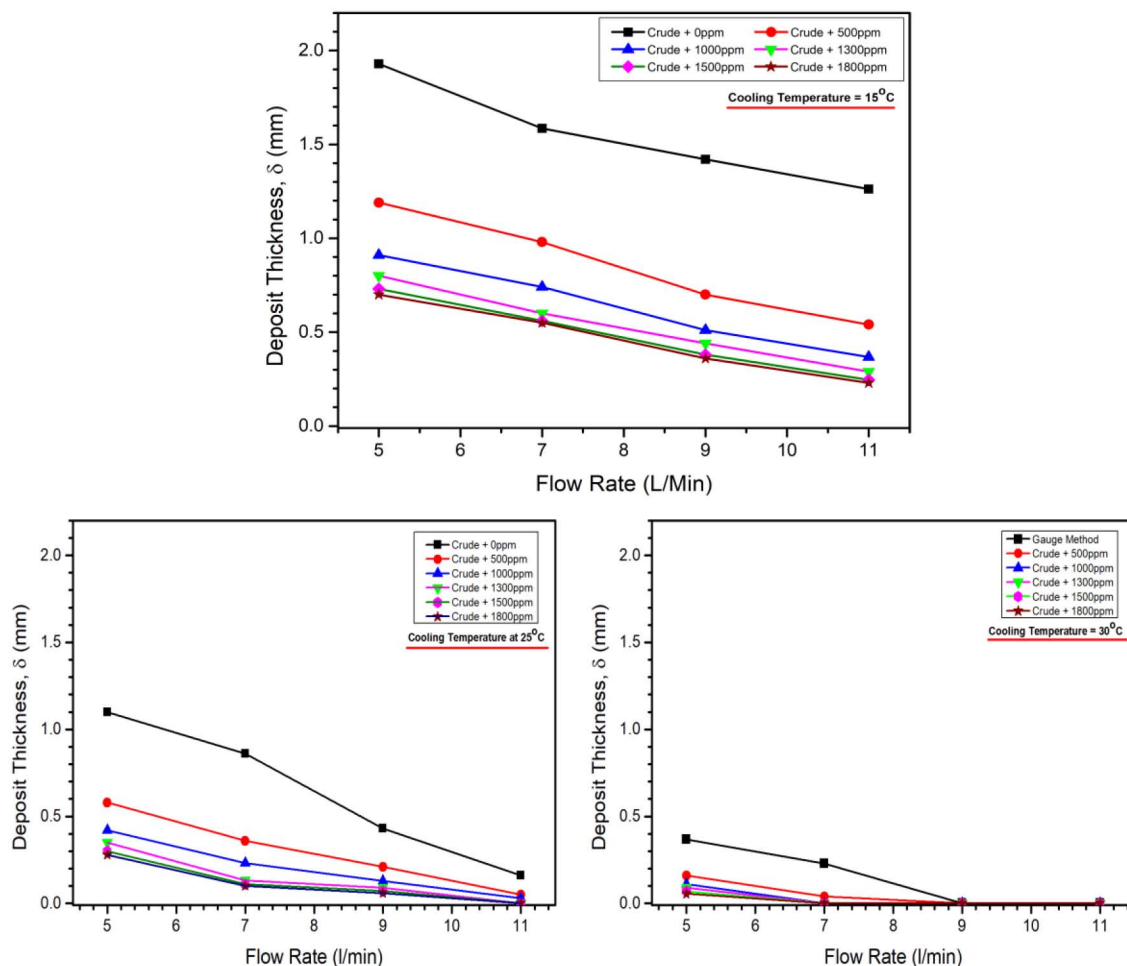 Crude + 0ppm
Crude + 500ppm
Crude + 1000ppm
Crude + 1300ppm
Crude + 1500ppm
Crude + 1800ppm
Cooling Temperature = 15°C
2.0
1.5
1.0
0.5
0.0
Deposit Thickness, δ (mm)
5 6 7 8 9 10 11
Flow Rate (L/Min)
Crude + 0ppm
Crude + 500ppm
Crude + 1000ppm
Crude + 1300ppm
Crude + 1500ppm
Crude + 1800ppm
Cooling Temperature at 25°C
2.0
1.5
1.0
0.5
0.0
Deposit Thickness, δ (mm)
5 6 7 8 9 10 11
Flow Rate (l/min)
Gauge Method
Crude + 500ppm
Crude + 1000ppm
Crude + 1300ppm
Crude + 1500ppm
Crude + 1800ppm
Cooling Temperature = 30°C
2.0
1.5
1.0
0.5
0.0
Deposit Thickness, δ (mm)
5 6 7 8 9 10 11
Flow Rate (l/min)